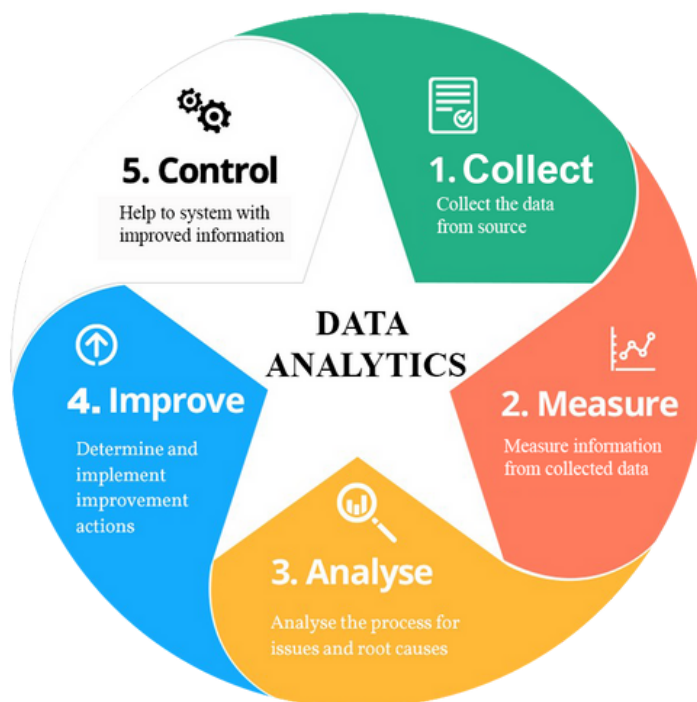 DATA
ANALYTICS
1. Collect
Collect the data
from source
2. Measure
Measure information
from collected data
3. Analyse
Analyse the process for
issues and root causes
4. Improve
Determine and
implement
improvement
actions
5. Control
Help to system with
improved information